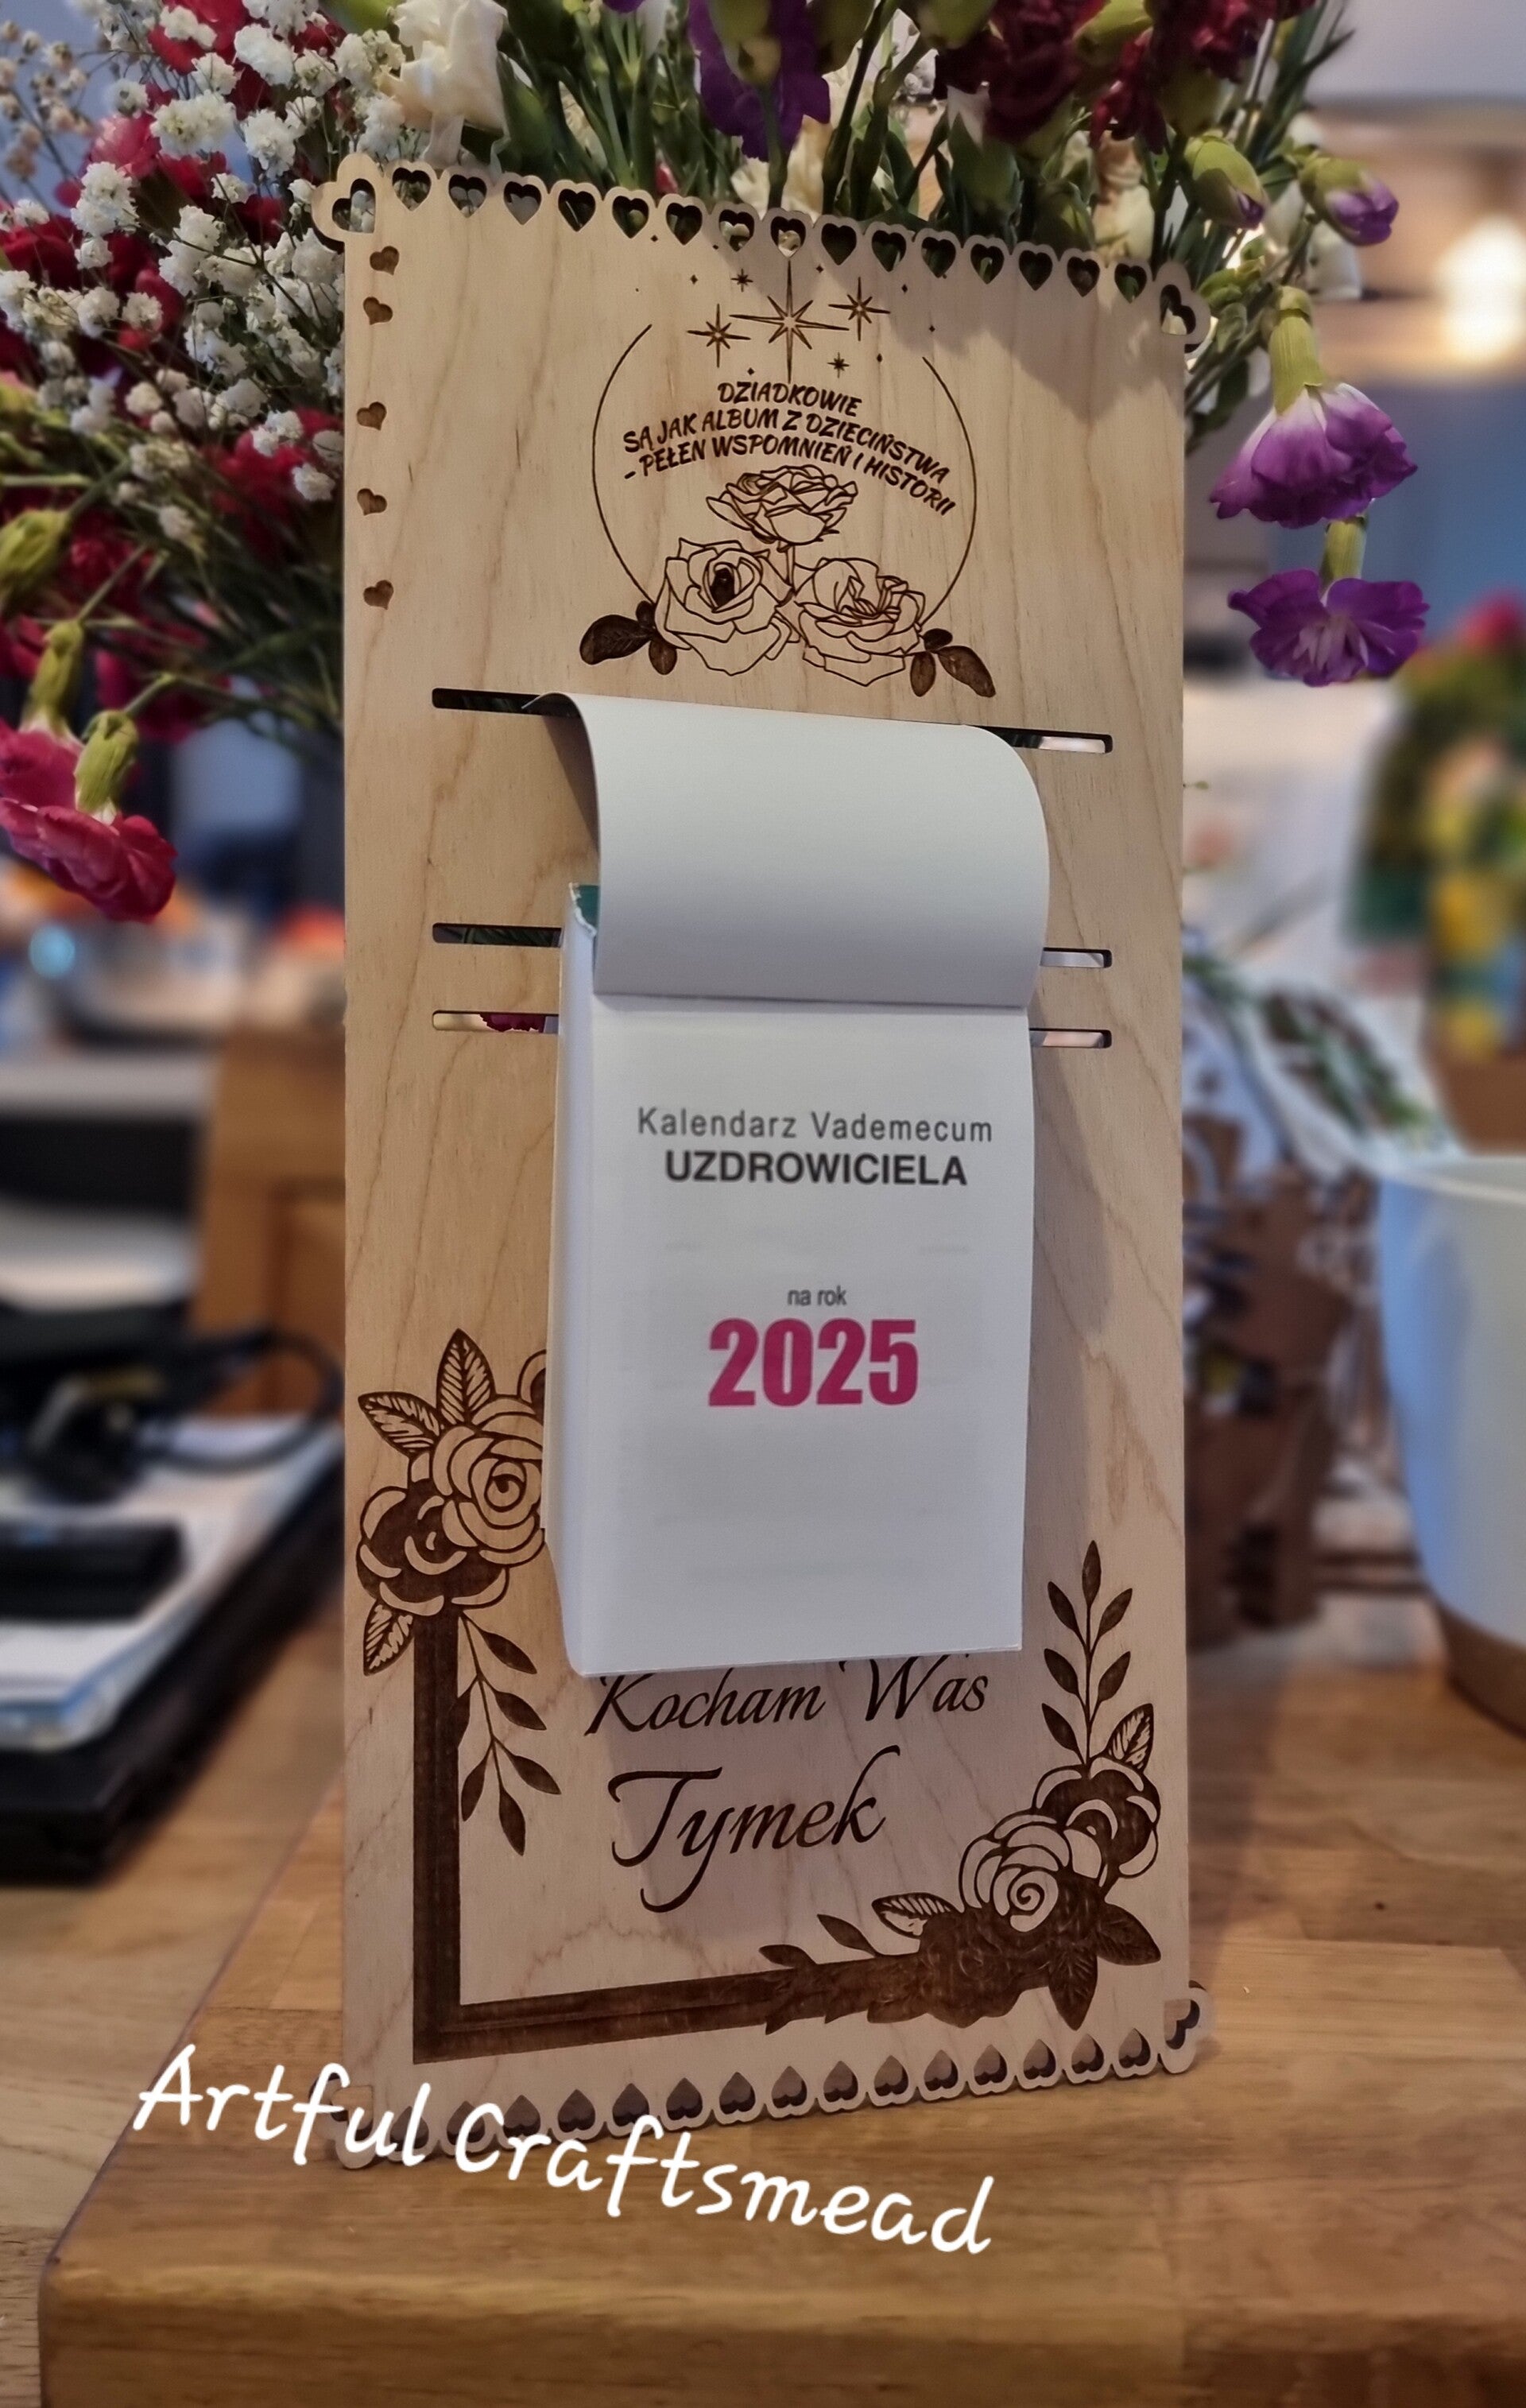 DZIADKOWIE
SĄ JAK ALBUM Z DZIECIŃSTWA
- PEŁEN WSPOMNIEŃ I HISTORII
Kalendarz Vademecum
UZDROWICIELA
na rok
2025
Kocham Was
Tymek
Artful Craftsmead